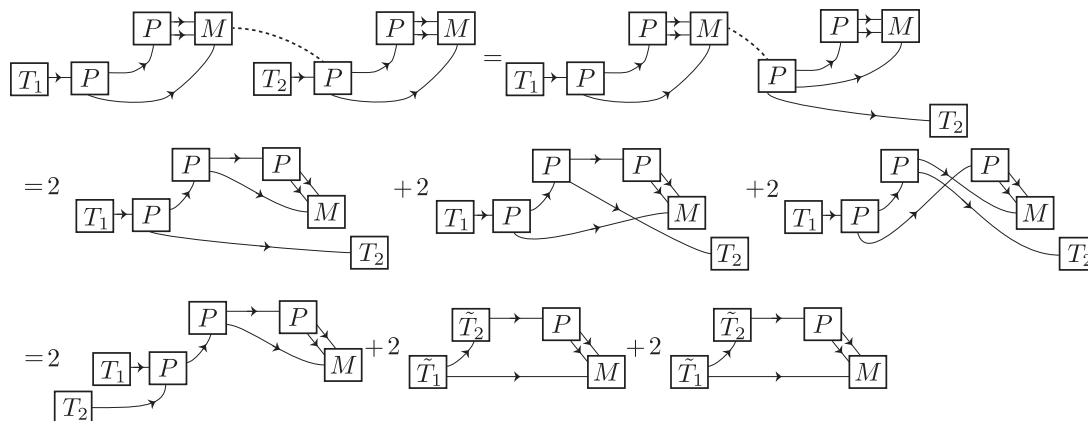 P M P M
T₁ P T₂ P = T₁ P P M P P M T₂
= 2 T₁ P P P M T₂ + 2 T₁ P P P M T₂ + 2 T₁ P P P M T₂
= 2 T₁ T₂ P P P M + 2 T̃₁ T̃₂ P M + 2 T̃₁ T̃₂ P M